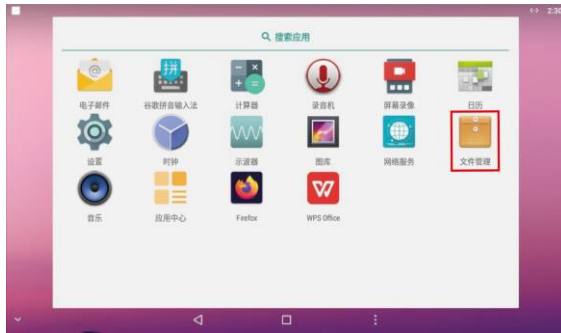 2:30
搜索应用
电子邮件 谷歌拼音输入法 计算器 录音机 屏幕录像 日历
设置 时钟 示波器 图库 网络服务 文件管理
音乐 应用中心 Firefox WPS Office